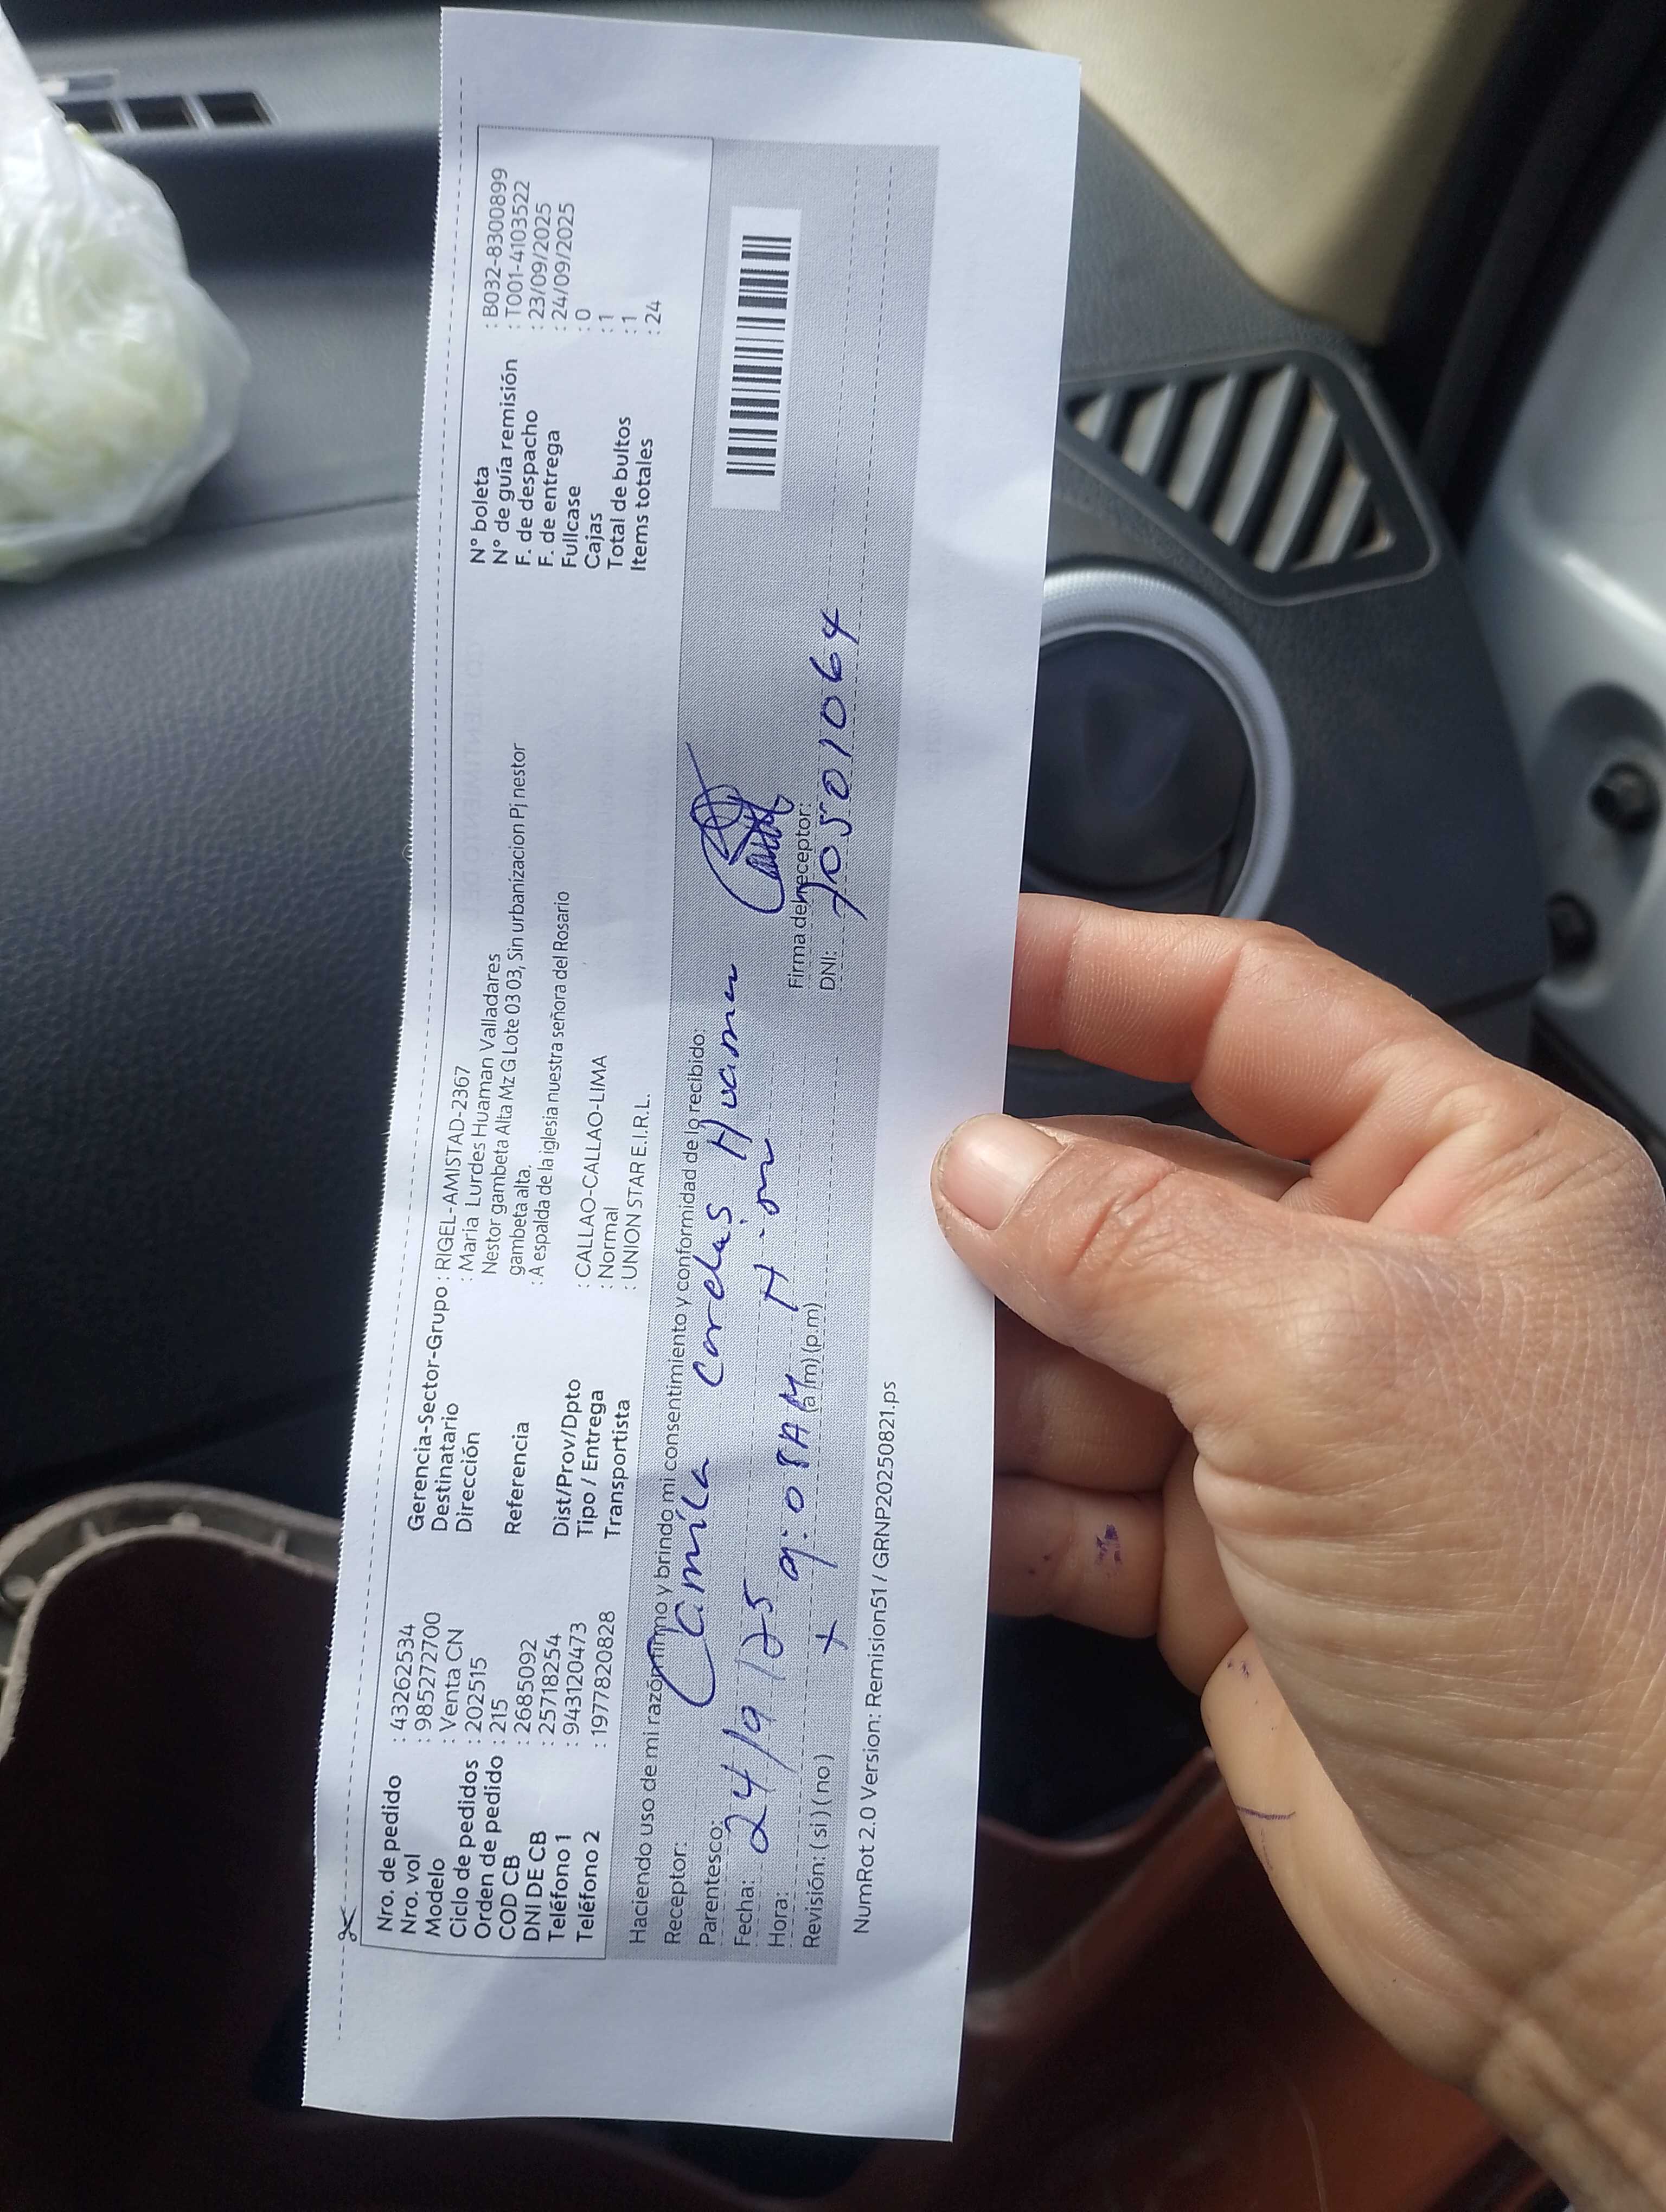 Nro. de pedido : 43262534
Nro. vol : 985272700
Modelo : Venta CN
Ciclo de pedidos : 202515
Orden de pedido : 215
COD CB : 2685092
DNI DE CB : 25718254
Teléfono 1 : 943120473
Teléfono 2 : 1977820828
Gerencia-Sector-Grupo : RIGEL-AMISTAD-2367
Destinatario : Maria Lurdes Huaman Valladares
Dirección Nestor gambeta Alta Mz G Lote 03 03, Sin urbanizacion Pj nestor
gambeta alta.
Referencia : A espalda de la iglesia nuestra señora del Rosario
Dist/Prov/Dpto : CALLAO-CALLAO-LIMA
Tipo / Entrega : Normal
Transportista : UNION STAR E.I.R.L.
N° boleta : B032-8300899
N° de guía remisión : T001-4103522
F. de despacho : 23/09/2025
F. de entrega : 24/09/2025
Fullcase : 0
Cajas : 1
Total de bultos : 1
Items totales : 24
Haciendo uso de mi razón firmo y brindo mi consentimiento y conformidad de lo recibido:
Receptor: Camila Huaman
Parentesco:
Fecha: 24/9/25
Hora: 9:08AM (a.m) (p.m)
Revisión: ( si ) ( no )
Firma del receptor:
DNI: 70501064
NumRot 2.0 Version: Remision51 / GRNP20250821.ps